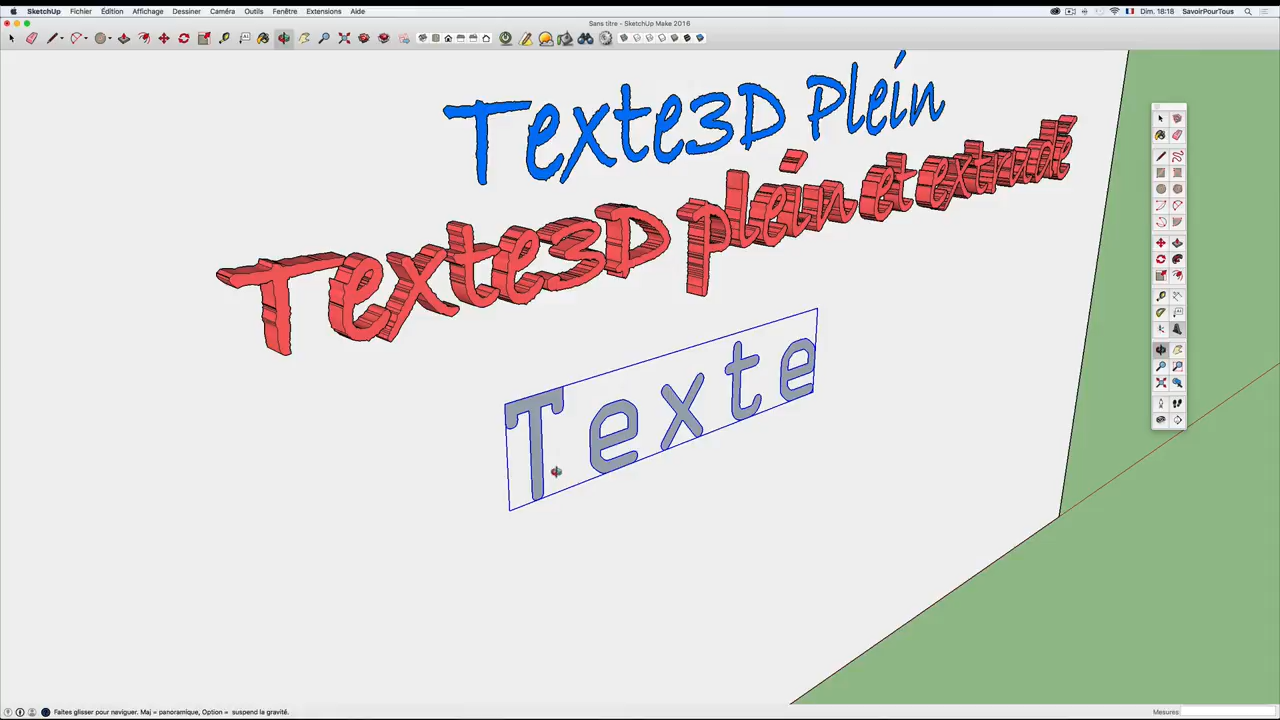 SketchUp Fichier Édition Affichage Dessiner Caméra Outils Fenêtre Extensions Aide Dim. 18:18 SavoirPourTous
Sans titre - SketchUp Make 2016
Texte3D Plein
Texte3D plein et extrudé
Texte
Faites glisser pour naviguer. Maj = panoramique, Option = suspend la gravité. Mesures: